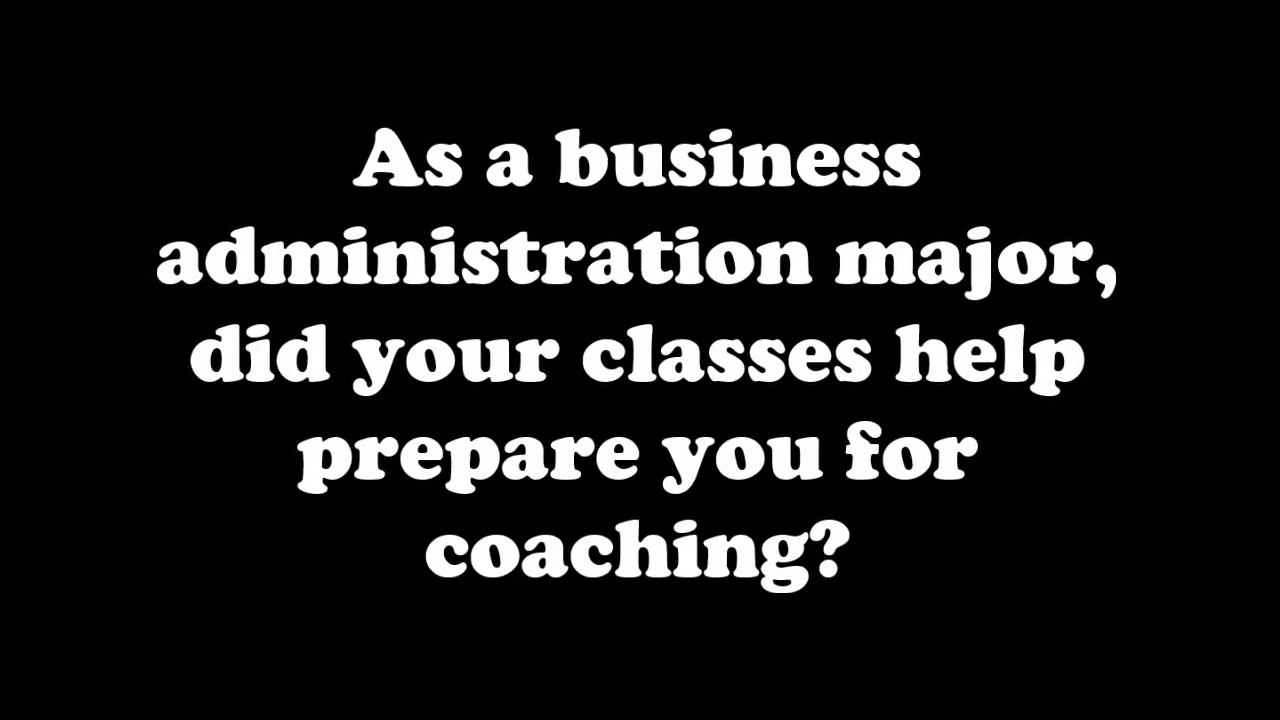 As a business
administration major,
did your classes help
prepare you for
coaching?